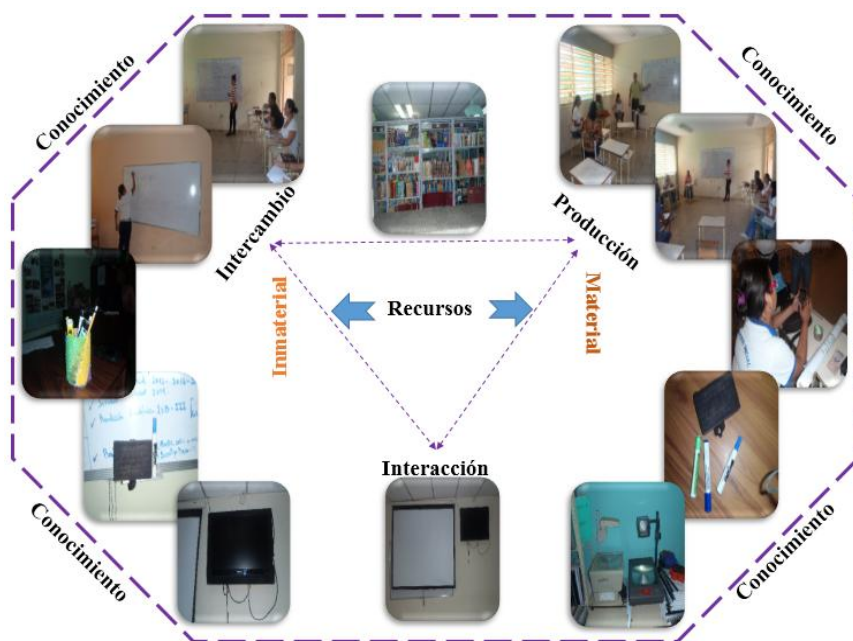 Conocimiento
Conocimiento
Intercambio
Producción
Inmaterial
Recursos
Material
Interacción
Conocimiento
Conocimiento